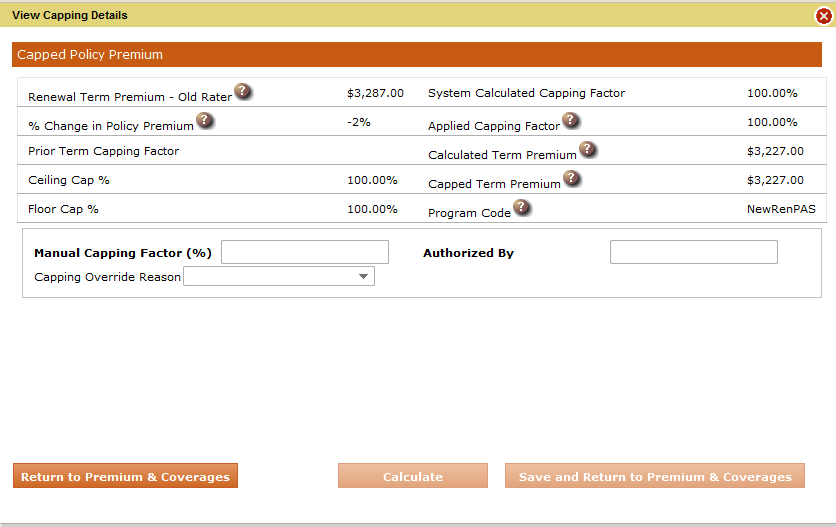 View Capping Details
Capped Policy Premium
Renewal Term Premium - Old Rater ? $3,287.00 System Calculated Capping Factor 100.00%
% Change in Policy Premium ? -2% Applied Capping Factor ? 100.00%
Prior Term Capping Factor Calculated Term Premium ? $3,227.00
Ceiling Cap % 100.00% Capped Term Premium ? $3,227.00
Floor Cap % 100.00% Program Code ? NewRenPAS
Manual Capping Factor (%) Authorized By
Capping Override Reason
Return to Premium & Coverages Calculate Save and Return to Premium & Coverages